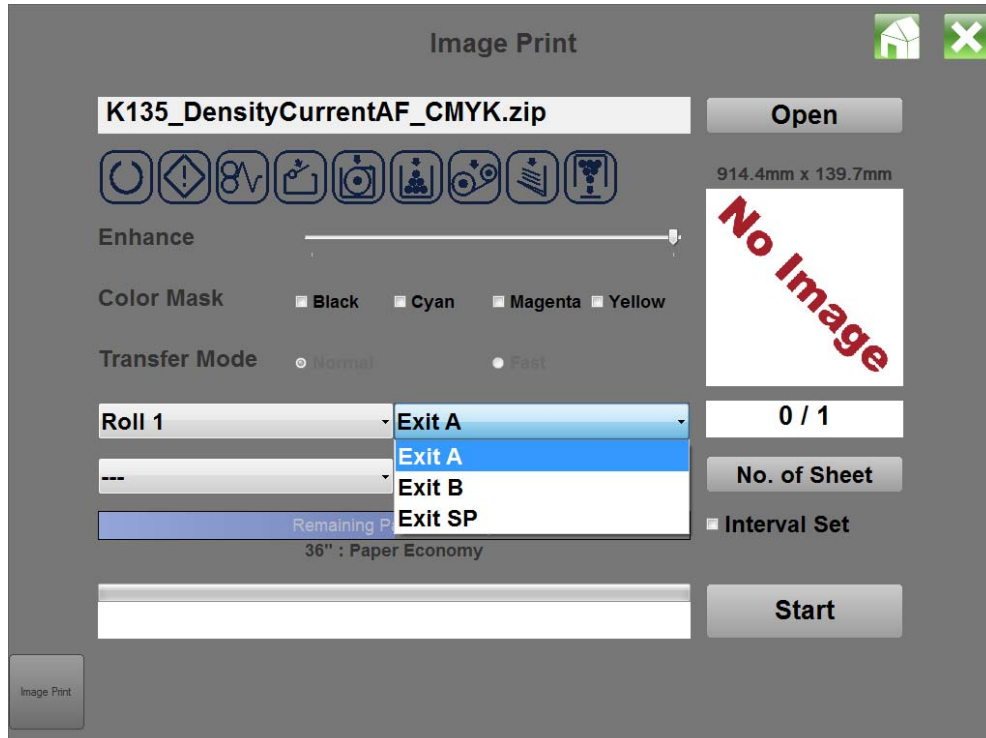 Image Print
K135_DensityCurrentAF_CMYK.zip
Open
914.4mm x 139.7mm
No Image
Enhance
Color Mask
Black
Cyan
Magenta
Yellow
Transfer Mode
Normal
Fast
Roll 1
Exit A
0 / 1
Exit A
Exit B
Exit SP
---
No. of Sheet
Remaining
Interval Set
36" : Paper Economy
Start
Image Print